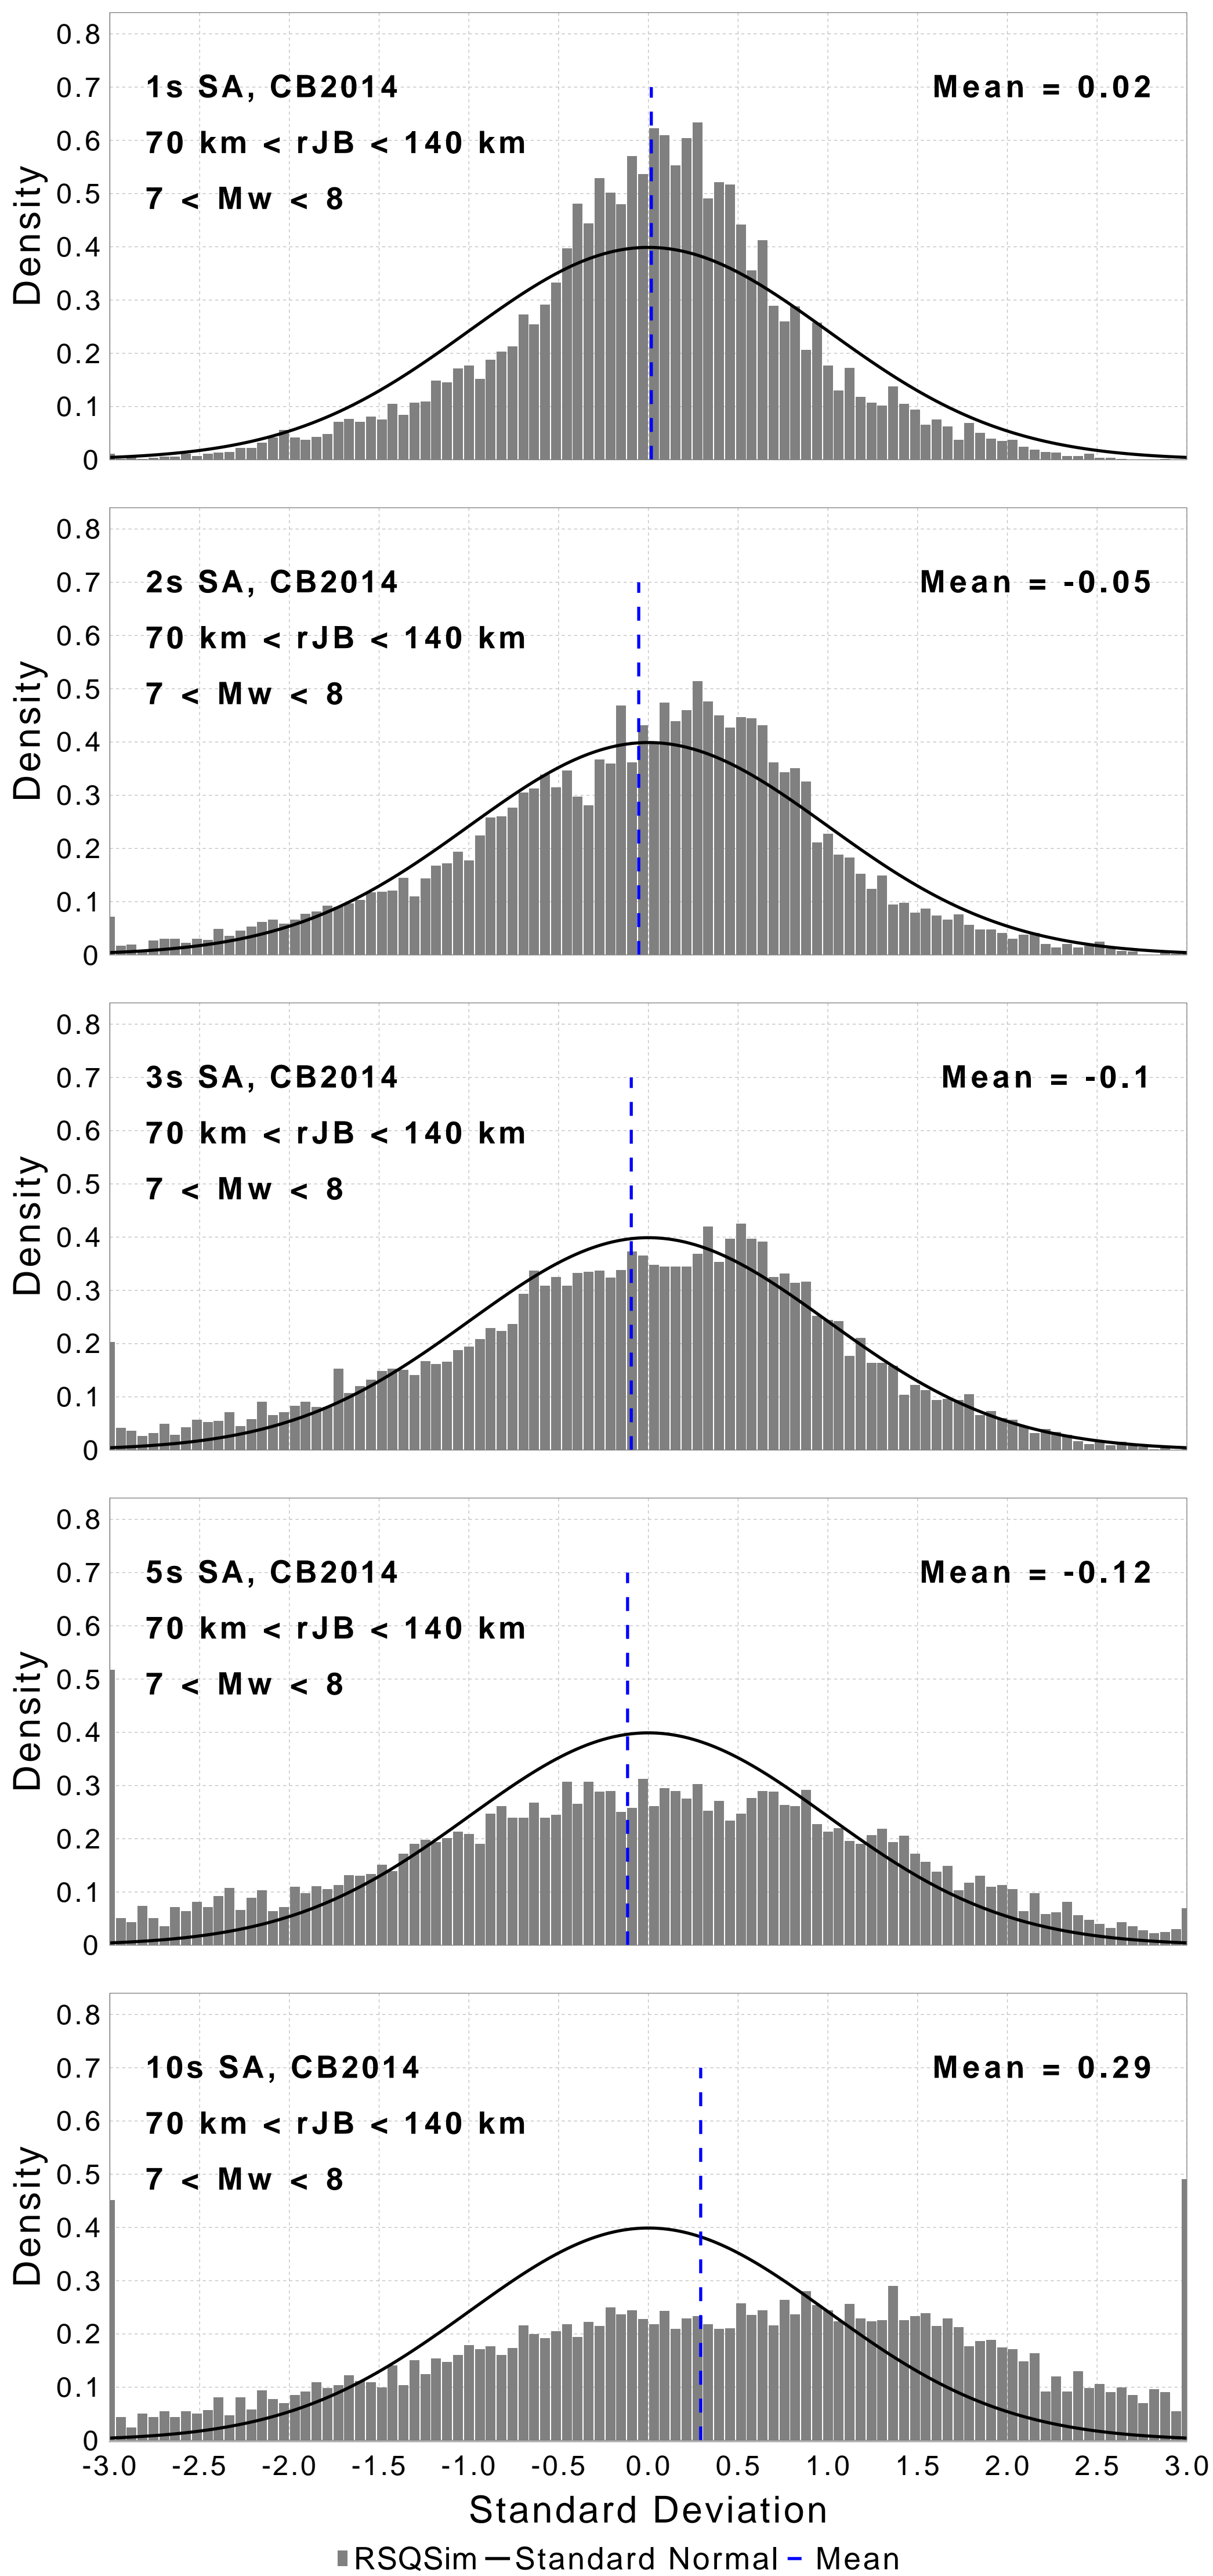 0.8
1s SA, CB2014 Mean = 0.02
0.7
70 km < rJB < 140 km
0.6
7 < Mw < 8
0.5
0.4
0.3
0.2
0.1
0
Density
0.8
2s SA, CB2014 Mean = -0.05
0.7
70 km < rJB < 140 km
0.6
7 < Mw < 8
0.5
0.4
0.3
0.2
0.1
0
Density
0.8
3s SA, CB2014 Mean = -0.1
0.7
70 km < rJB < 140 km
0.6
7 < Mw < 8
0.5
0.4
0.3
0.2
0.1
0
Density
0.8
5s SA, CB2014 Mean = -0.12
0.7
70 km < rJB < 140 km
0.6
7 < Mw < 8
0.5
0.4
0.3
0.2
0.1
0
Density
0.8
10s SA, CB2014 Mean = 0.29
0.7
70 km < rJB < 140 km
0.6
7 < Mw < 8
0.5
0.4
0.3
0.2
0.1
0
Density
-3.0 -2.5 -2.0 -1.5 -1.0 -0.5 0.0 0.5 1.0 1.5 2.0 2.5 3.0
Standard Deviation
RSQSim Standard Normal Mean